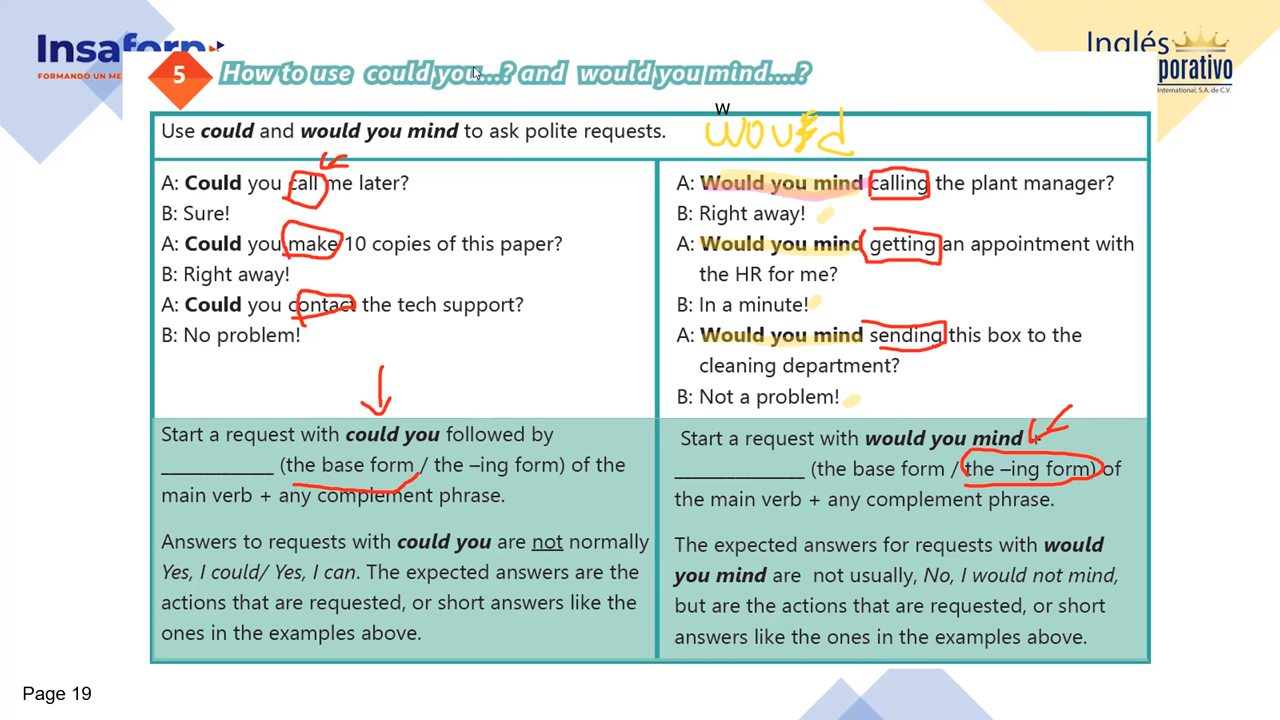 Insaforp
FORMANDO UN ME
Inglés
porativo
International, S.A. de C.V.
5
How to use could you...? and would you mind....?
w
Use could and would you mind to ask polite requests.
would
A: Could you call me later?
B: Sure!
A: Could you make 10 copies of this paper?
B: Right away!
A: Could you contact the tech support?
B: No problem!
A: Would you mind calling the plant manager?
B: Right away!
A: Would you mind getting an appointment with
the HR for me?
B: In a minute!
A: Would you mind sending this box to the
cleaning department?
B: Not a problem!
Start a request with could you followed by
____________ (the base form / the –ing form) of the
main verb + any complement phrase.
Answers to requests with could you are not normally
Yes, I could/ Yes, I can. The expected answers are the
actions that are requested, or short answers like the
ones in the examples above.
Start a request with would you mind +
______________ (the base form / the –ing form) of
the main verb + any complement phrase.
The expected answers for requests with would
you mind are not usually, No, I would not mind,
but are the actions that are requested, or short
answers like the ones in the examples above.
Page 19